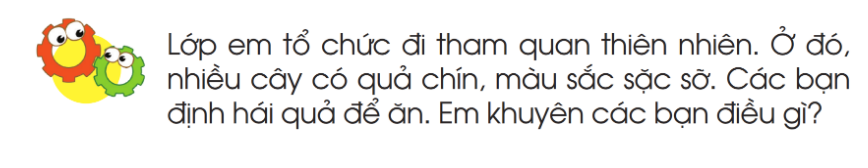 Lớp em tổ chức đi tham quan thiên nhiên. Ở đó,
nhiều cây có quả chín, màu sắc sặc sỡ. Các bạn
định hái quả để ăn. Em khuyên các bạn điều gì?